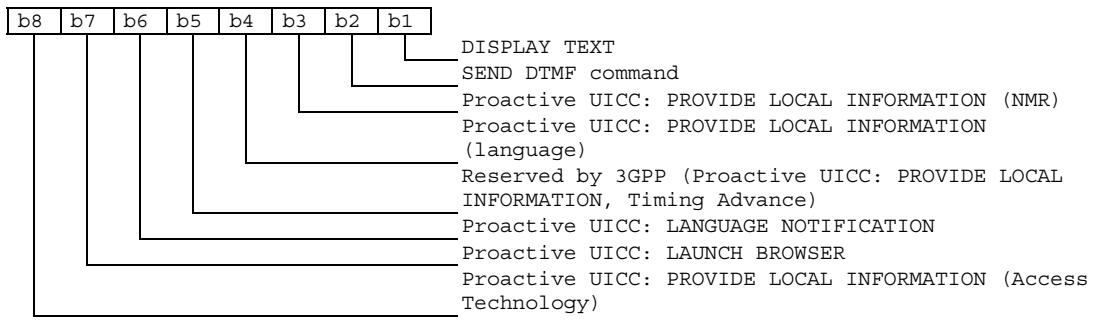 b8 b7 b6 b5 b4 b3 b2 b1
DISPLAY TEXT
SEND DTMF command
Proactive UICC: PROVIDE LOCAL INFORMATION (NMR)
Proactive UICC: PROVIDE LOCAL INFORMATION
(language)
Reserved by 3GPP (Proactive UICC: PROVIDE LOCAL
INFORMATION, Timing Advance)
Proactive UICC: LANGUAGE NOTIFICATION
Proactive UICC: LAUNCH BROWSER
Proactive UICC: PROVIDE LOCAL INFORMATION (Access
Technology)